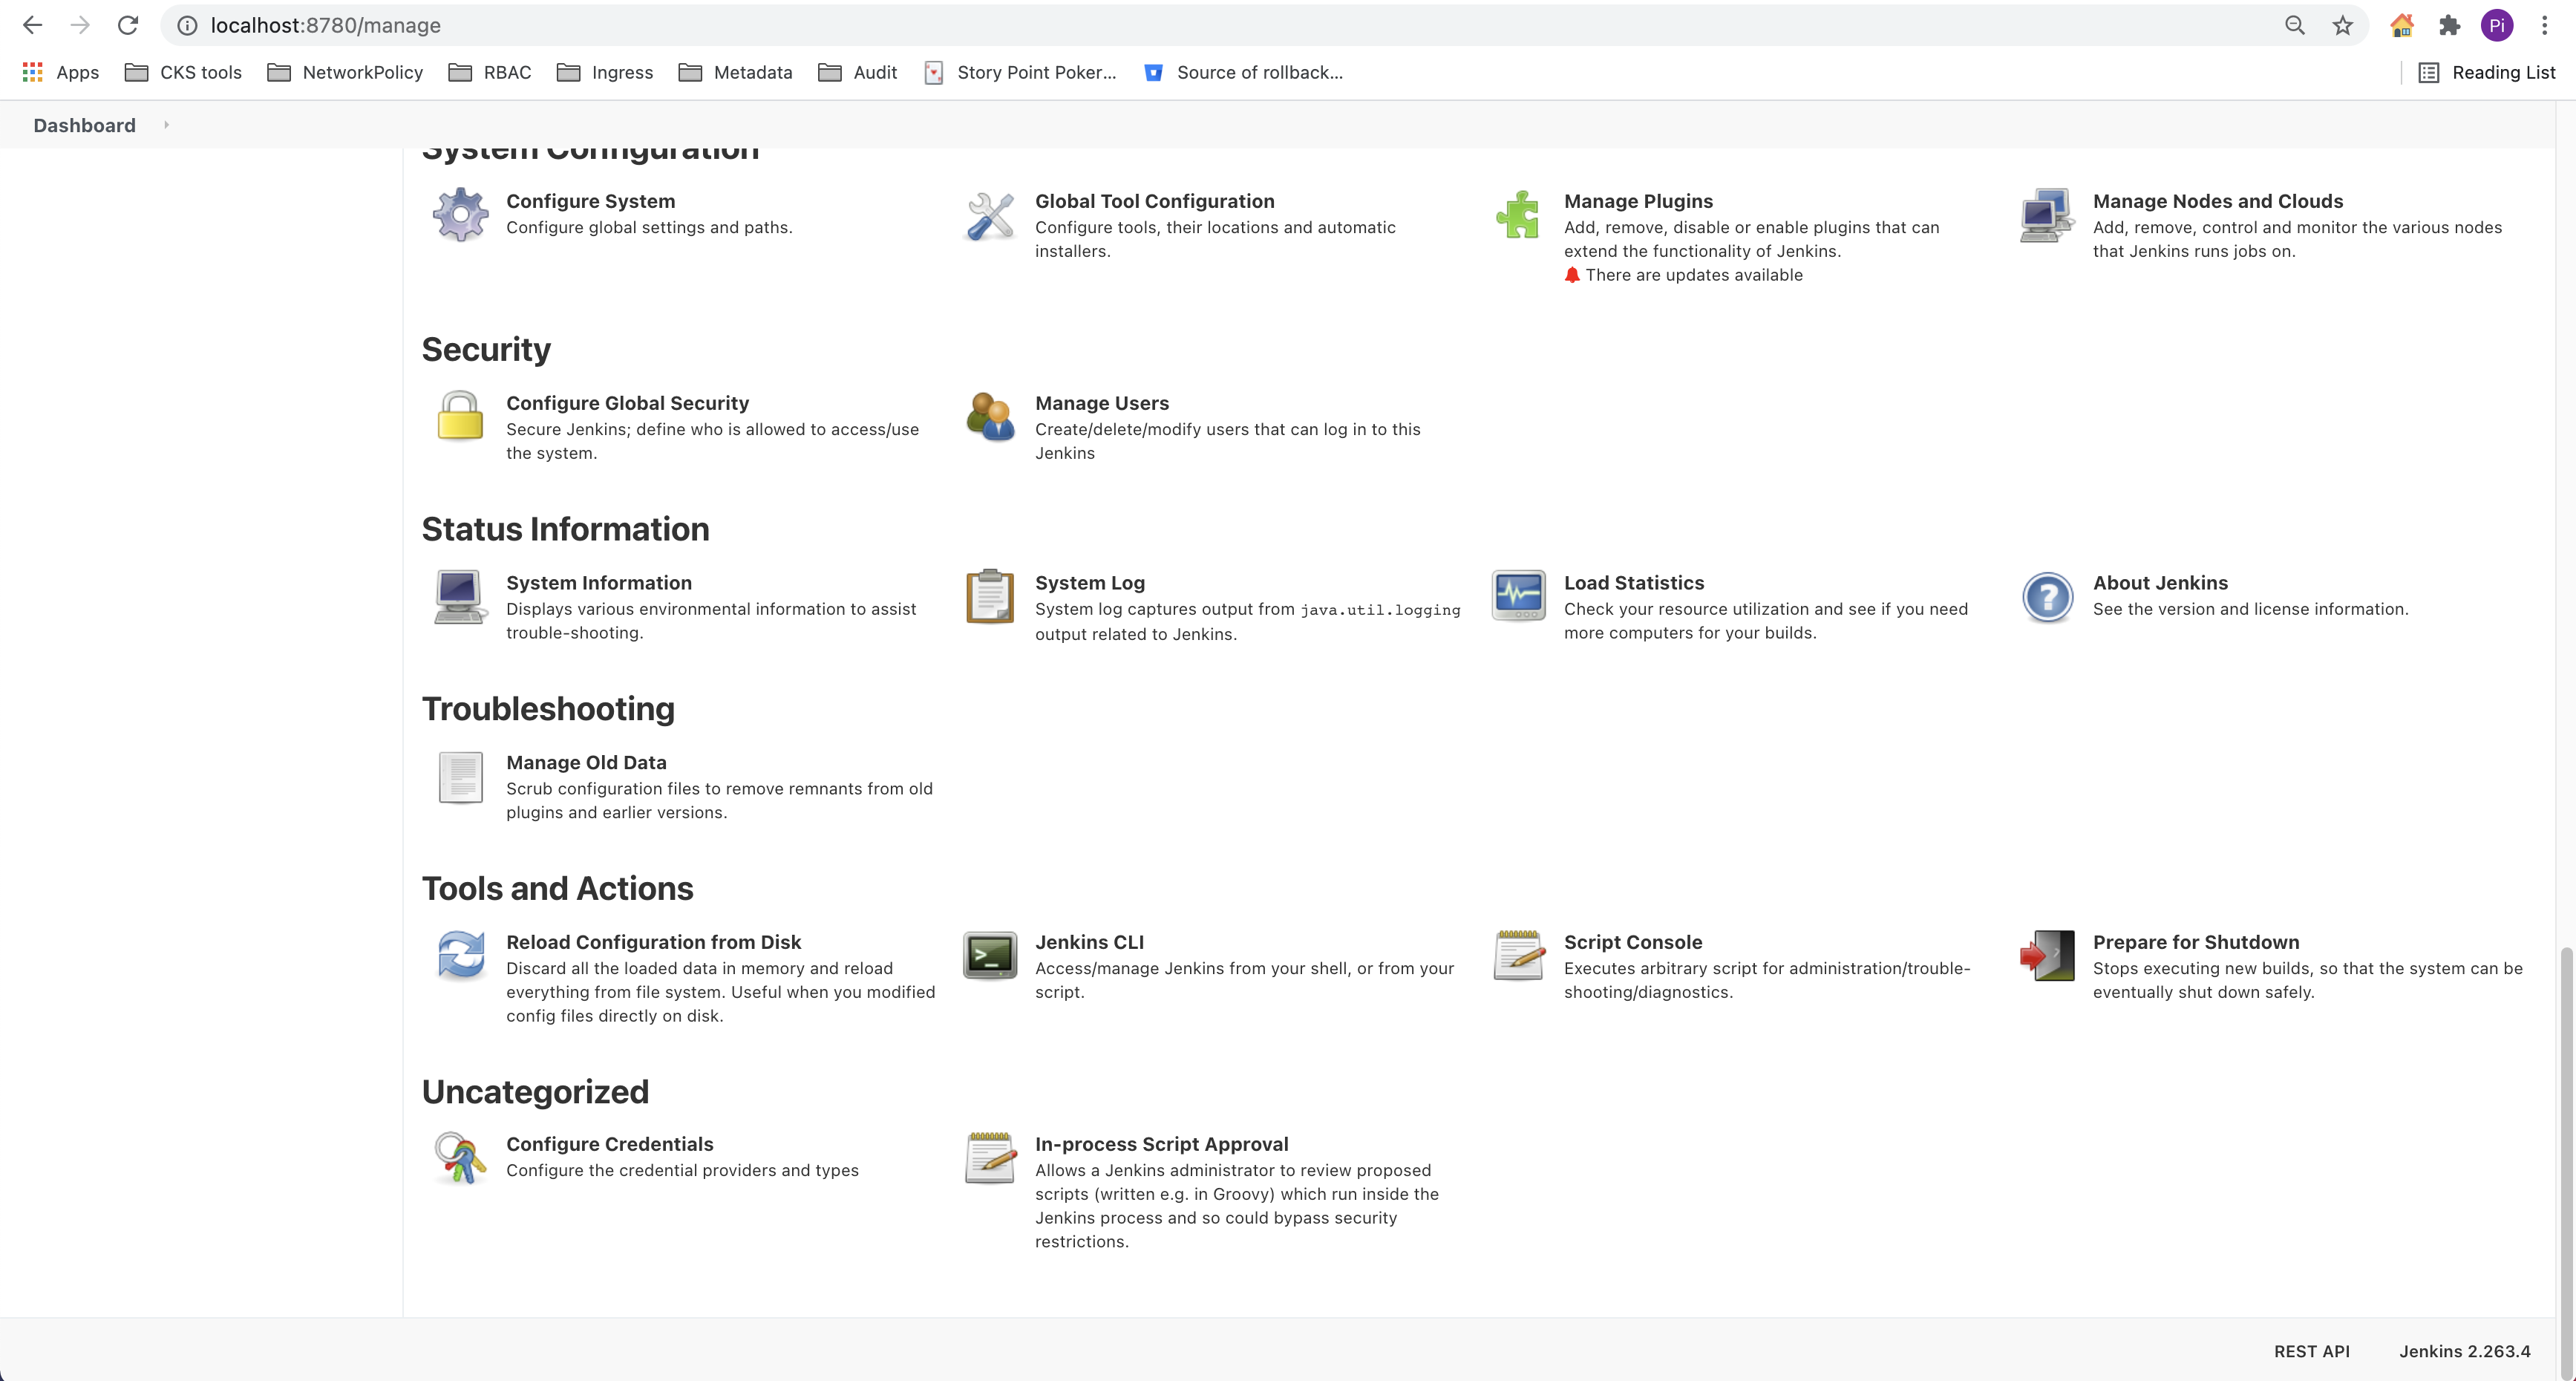 localhost:8780/manage
Pi
Apps CKS tools NetworkPolicy RBAC Ingress Metadata Audit Story Point Poker... Source of rollback... Reading List
Dashboard
System Configuration
Configure System
Configure global settings and paths.
Global Tool Configuration
Configure tools, their locations and automatic
installers.
Manage Plugins
Add, remove, disable or enable plugins that can
extend the functionality of Jenkins.
There are updates available
Manage Nodes and Clouds
Add, remove, control and monitor the various nodes
that Jenkins runs jobs on.
Security
Configure Global Security
Secure Jenkins; define who is allowed to access/use
the system.
Manage Users
Create/delete/modify users that can log in to this
Jenkins
Status Information
System Information
Displays various environmental information to assist
trouble-shooting.
System Log
System log captures output from java.util.logging
output related to Jenkins.
Load Statistics
Check your resource utilization and see if you need
more computers for your builds.
About Jenkins
See the version and license information.
Troubleshooting
Manage Old Data
Scrub configuration files to remove remnants from old
plugins and earlier versions.
Tools and Actions
Reload Configuration from Disk
Discard all the loaded data in memory and reload
everything from file system. Useful when you modified
config files directly on disk.
Jenkins CLI
Access/manage Jenkins from your shell, or from your
script.
Script Console
Executes arbitrary script for administration/trouble-
shooting/diagnostics.
Prepare for Shutdown
Stops executing new builds, so that the system can be
eventually shut down safely.
Uncategorized
Configure Credentials
Configure the credential providers and types
In-process Script Approval
Allows a Jenkins administrator to review proposed
scripts (written e.g. in Groovy) which run inside the
Jenkins process and so could bypass security
restrictions.
REST API Jenkins 2.263.4